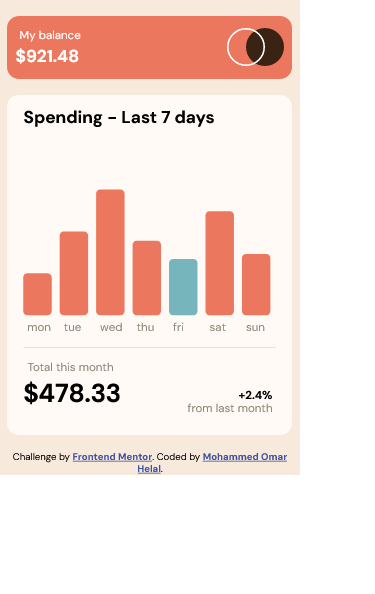 My balance
$921.48
Spending - Last 7 days
mon tue wed thu fri sat sun
Total this month
$478.33
+2.4%
from last month
Challenge by Frontend Mentor. Coded by Mohammed Omar
Helal.